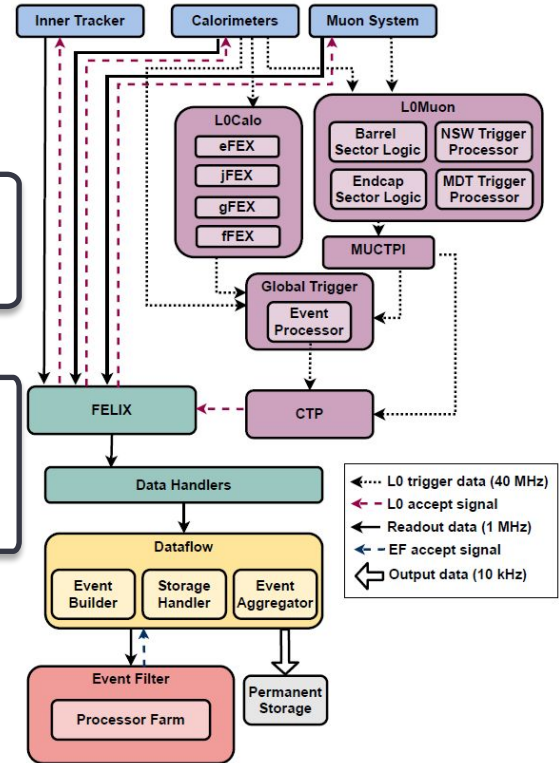 Inner Tracker
Calorimeters
Muon System
L0Calo
eFEX
jFEX
gFEX
fFEX
L0Muon
Barrel
Sector Logic
NSW Trigger
Processor
Endcap
Sector Logic
MDT Trigger
Processor
MUCTPI
Global Trigger
Event
Processor
FELIX
CTP
Data Handlers
Dataflow
Event
Builder
Storage
Handler
Event
Aggregator
Event Filter
Processor Farm
Permanent
Storage
L0 trigger data (40 MHz)
L0 accept signal
Readout data (1 MHz)
EF accept signal
Output data (10 kHz)